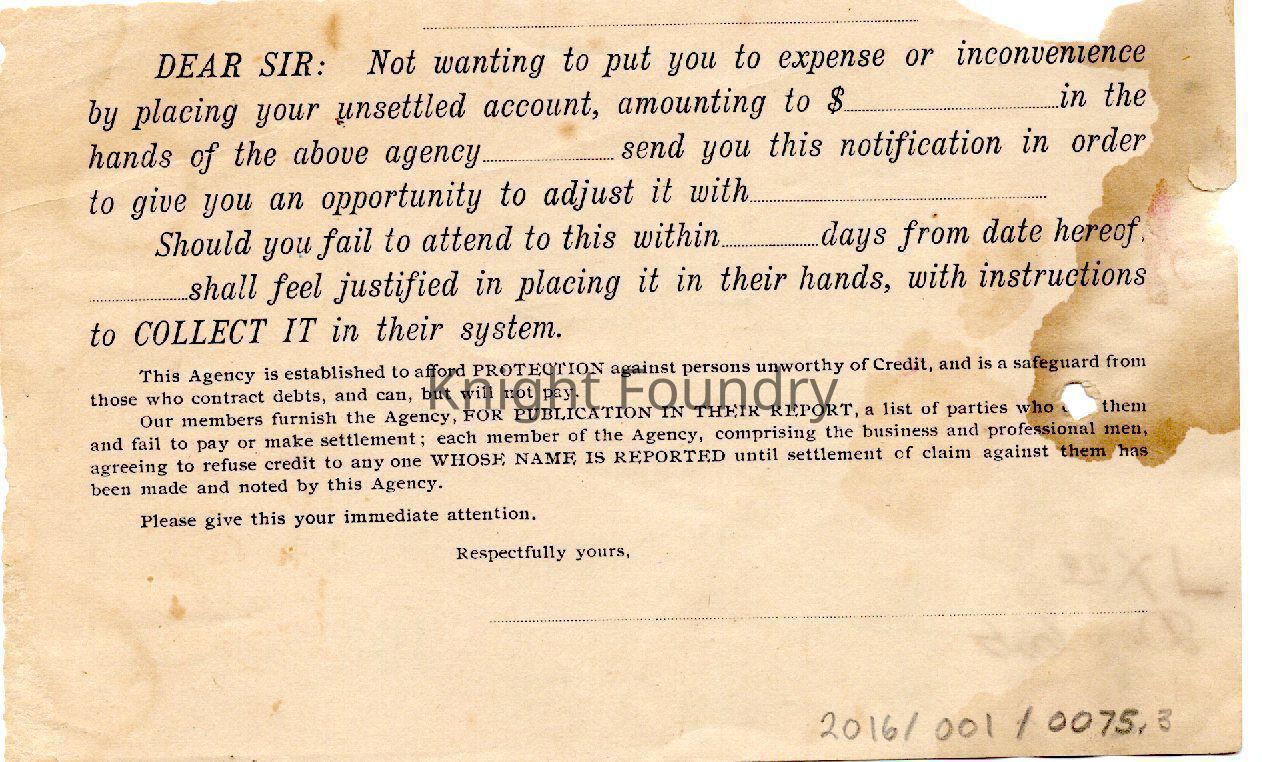 DEAR SIR: Not wanting to put you to expense or inconvenience
by placing your unsettled account, amounting to $ in the
hands of the above agency send you this notification in order
to give you an opportunity to adjust it with
Should you fail to attend to this within days from date hereof,
shall feel justified in placing it in their hands, with instructions
to COLLECT IT in their system.
This Agency is established to afford PROTECTION against persons unworthy of Credit, and is a safeguard from
those who contract debts, and can, but will not pay.
Knight Foundry
Our members furnish the Agency, FOR PUBLICATION IN THEIR REPORT, a list of parties who them
and fail to pay or make settlement; each member of the Agency, comprising the business and professional men,
agreeing to refuse credit to any one WHOSE NAME IS REPORTED until settlement of claim against them has
been made and noted by this Agency.
Please give this your immediate attention.
Respectfully yours,
2016/001/0075.3